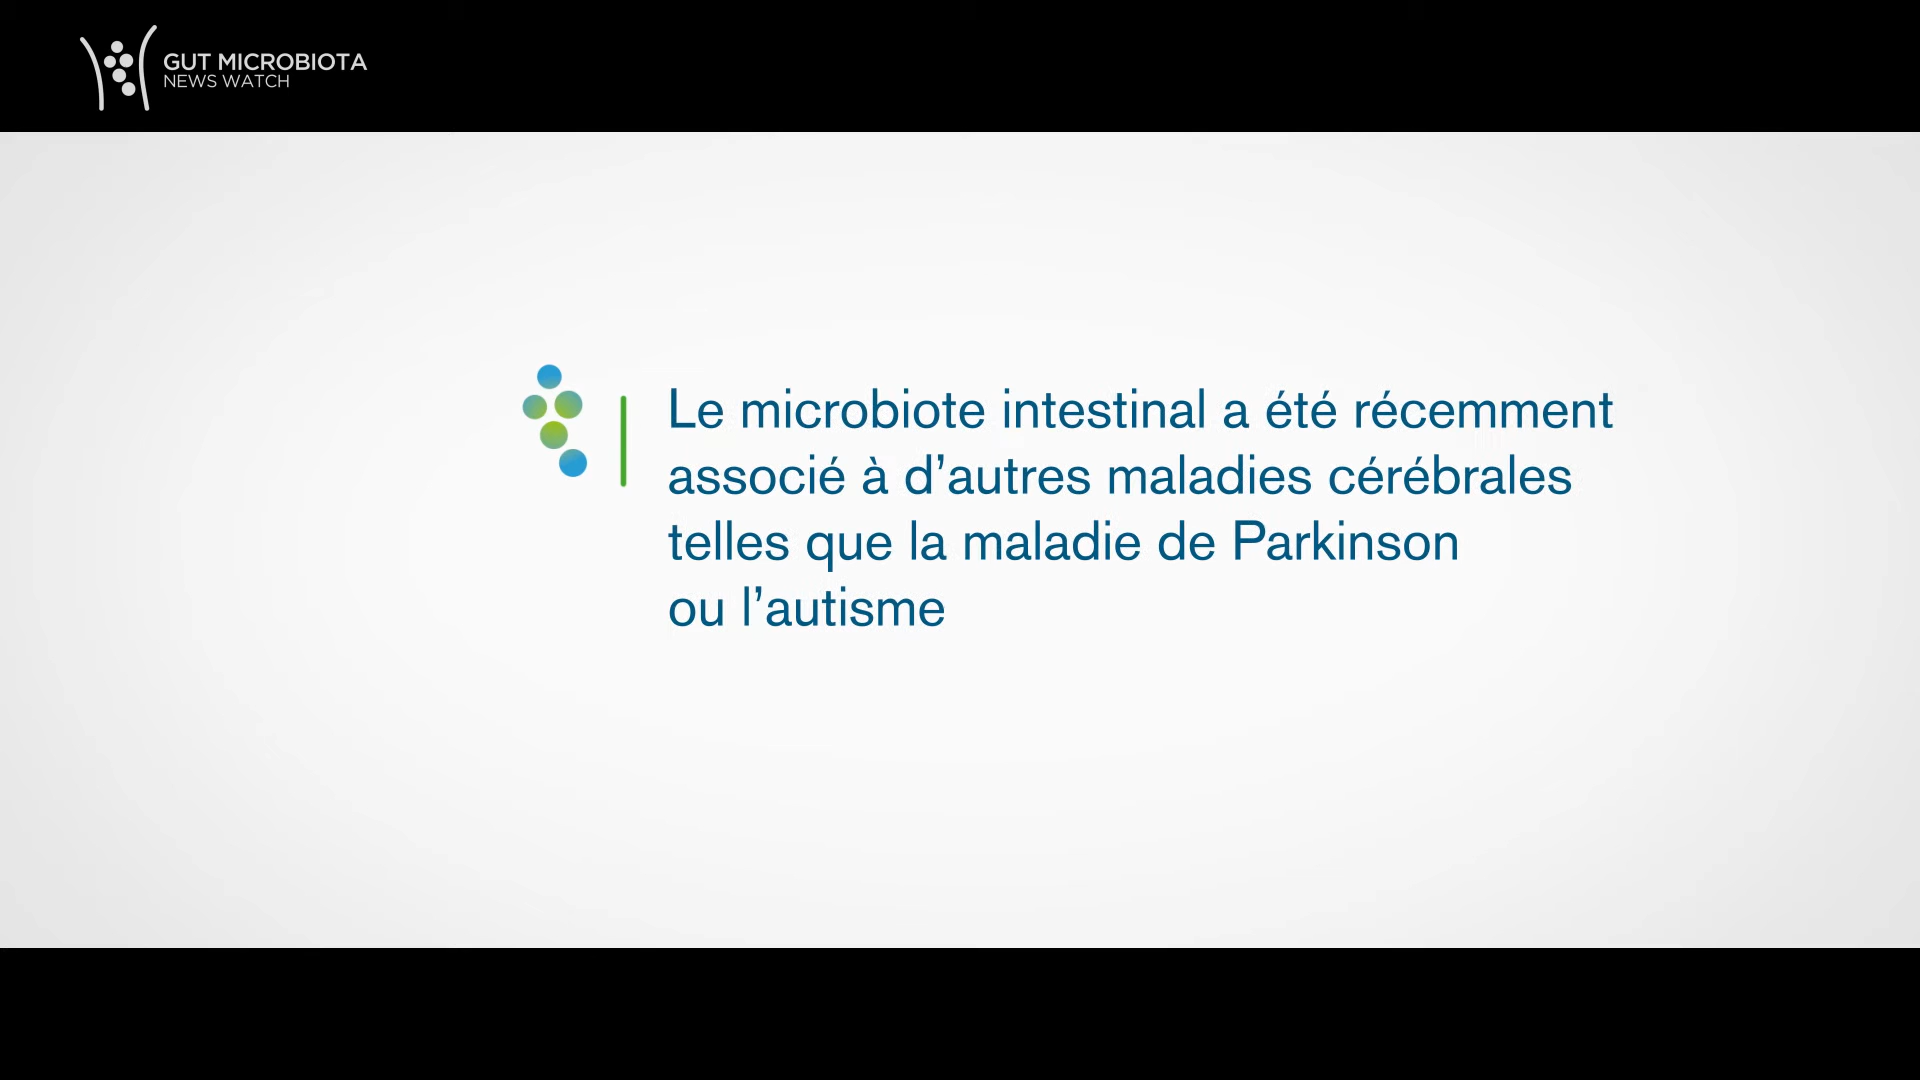 GUT MICROBIOTA
NEWS WATCH
Le microbiote intestinal a été récemment
associé à d’autres maladies cérébrales
telles que la maladie de Parkinson
ou l’autisme